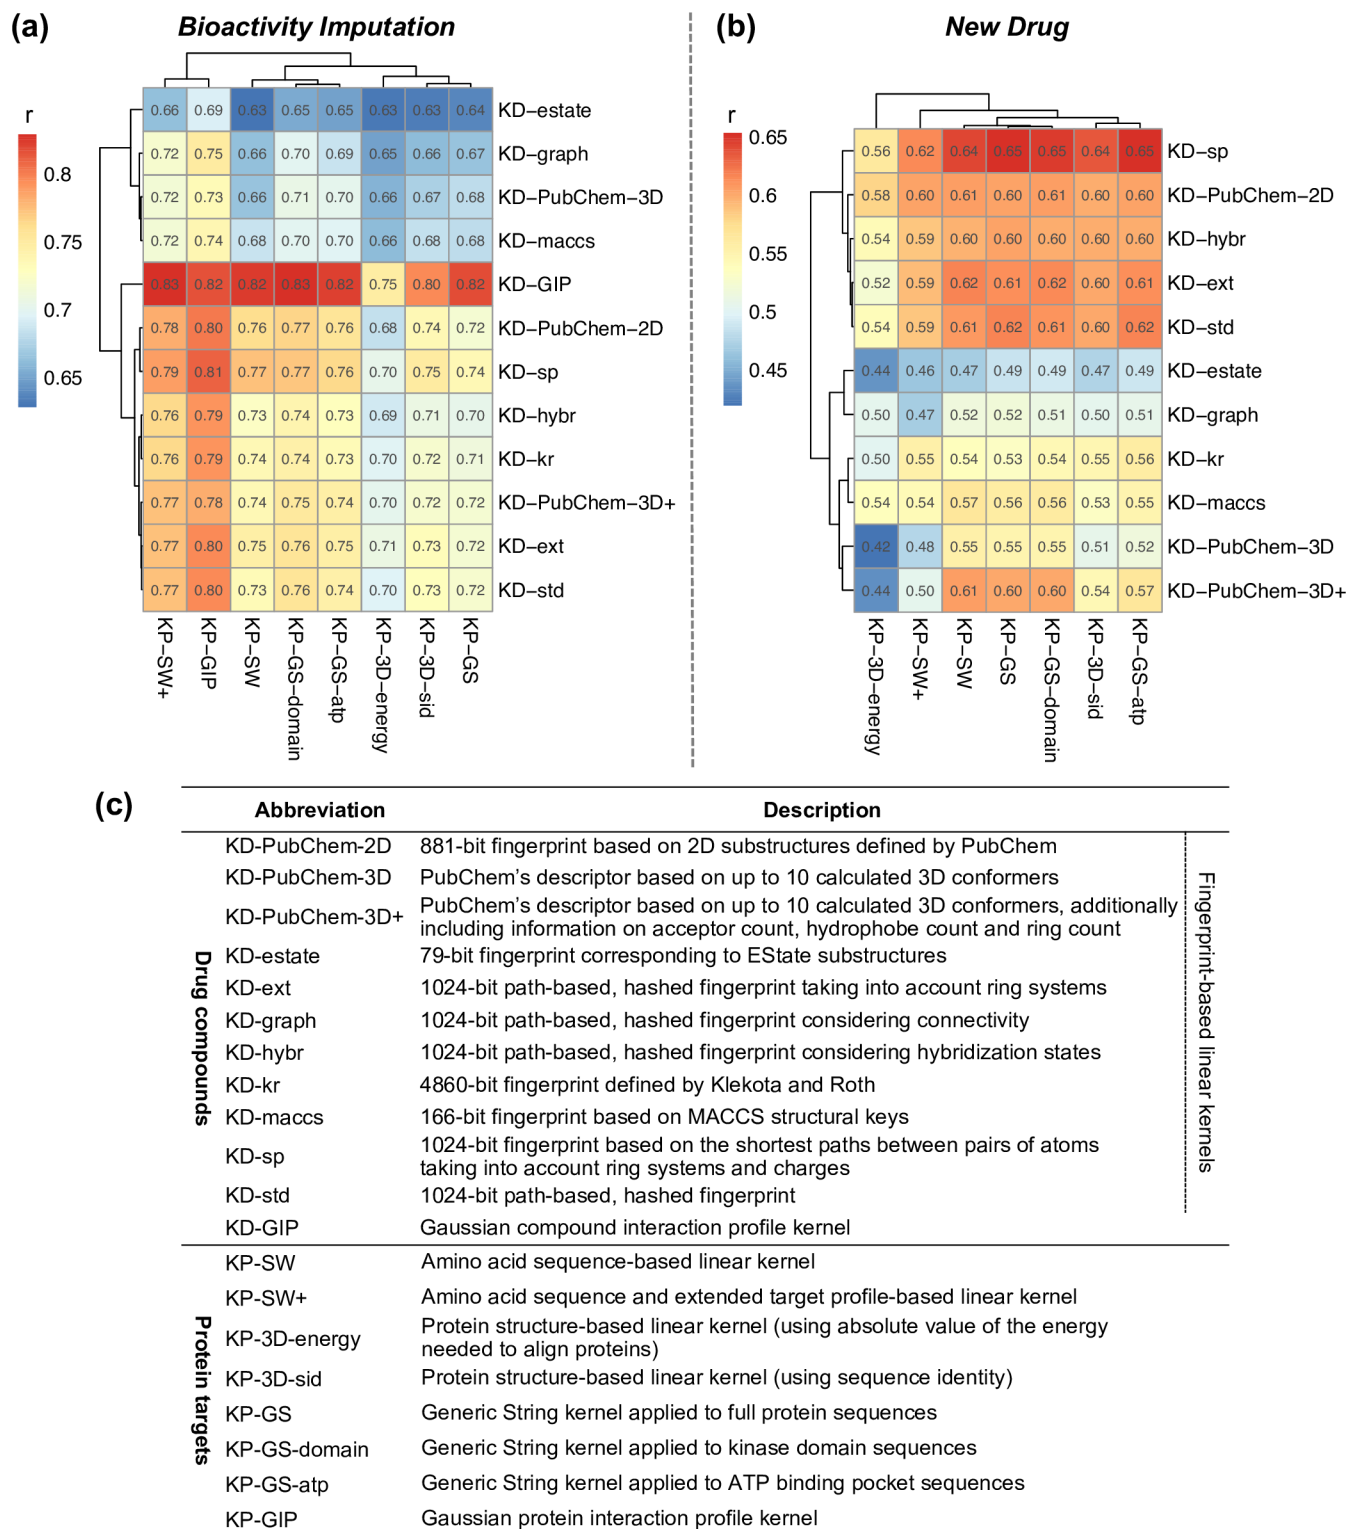 (a)
Bioactivity Imputation
r
0.8
0.75
0.7
0.65
0.66 0.69 0.63 0.65 0.65 0.63 0.63 0.64 KD−estate
0.72 0.75 0.66 0.70 0.69 0.65 0.66 0.67 KD−graph
0.72 0.73 0.66 0.71 0.70 0.66 0.67 0.68 KD−PubChem−3D
0.72 0.74 0.68 0.70 0.70 0.66 0.68 0.68 KD−maccs
0.83 0.82 0.82 0.83 0.82 0.75 0.80 0.82 KD−GIP
0.78 0.80 0.76 0.77 0.76 0.68 0.74 0.72 KD−PubChem−2D
0.79 0.81 0.77 0.77 0.76 0.70 0.75 0.74 KD−sp
0.76 0.79 0.73 0.74 0.73 0.69 0.71 0.70 KD−hybr
0.76 0.79 0.74 0.74 0.73 0.70 0.72 0.71 KD−kr
0.77 0.78 0.74 0.75 0.74 0.70 0.72 0.72 KD−PubChem−3D+
0.77 0.80 0.75 0.76 0.75 0.71 0.73 0.72 KD−ext
0.77 0.80 0.73 0.76 0.74 0.70 0.73 0.72 KD−std
KP−SW+
KP−GIP
KP−SW
KP−GS−domain
KP−GS−atp
KP−3D−energy
KP−3D−sid
KP−GS
(b)
New Drug
r
0.65
0.6
0.55
0.5
0.45
0.56 0.62 0.64 0.65 0.65 0.64 0.65 KD−sp
0.58 0.60 0.61 0.60 0.61 0.60 0.60 KD−PubChem−2D
0.54 0.59 0.60 0.60 0.60 0.60 0.60 KD−hybr
0.52 0.59 0.62 0.61 0.62 0.60 0.61 KD−ext
0.54 0.59 0.61 0.62 0.61 0.60 0.62 KD−std
0.44 0.46 0.47 0.49 0.49 0.47 0.49 KD−estate
0.50 0.47 0.52 0.52 0.51 0.50 0.51 KD−graph
0.50 0.55 0.54 0.53 0.54 0.55 0.56 KD−kr
0.54 0.54 0.57 0.56 0.56 0.53 0.55 KD−maccs
0.42 0.48 0.55 0.55 0.55 0.51 0.52 KD−PubChem−3D
0.44 0.50 0.61 0.60 0.60 0.54 0.57 KD−PubChem−3D+
KP−3D−energy
KP−SW+
KP−SW
KP−GS
KP−GS−domain
KP−3D−sid
KP−GS−atp
(c)
Abbreviation Description
Drug compounds
KD-PubChem-2D 881-bit fingerprint based on 2D substructures defined by PubChem
KD-PubChem-3D PubChem's descriptor based on up to 10 calculated 3D conformers
KD-PubChem-3D+ PubChem's descriptor based on up to 10 calculated 3D conformers, additionally
including information on acceptor count, hydrophobe count and ring count
KD-estate 79-bit fingerprint corresponding to EState substructures
KD-ext 1024-bit path-based, hashed fingerprint taking into account ring systems
KD-graph 1024-bit path-based, hashed fingerprint considering connectivity
KD-hybr 1024-bit path-based, hashed fingerprint considering hybridization states
KD-kr 4860-bit fingerprint defined by Klekota and Roth
KD-maccs 166-bit fingerprint based on MACCS structural keys
KD-sp 1024-bit fingerprint based on the shortest paths between pairs of atoms
taking into account ring systems and charges
KD-std 1024-bit path-based, hashed fingerprint
KD-GIP Gaussian compound interaction profile kernel
Fingerprint-based linear kernels
Protein targets
KP-SW Amino acid sequence-based linear kernel
KP-SW+ Amino acid sequence and extended target profile-based linear kernel
KP-3D-energy Protein structure-based linear kernel (using absolute value of the energy
needed to align proteins)
KP-3D-sid Protein structure-based linear kernel (using sequence identity)
KP-GS Generic String kernel applied to full protein sequences
KP-GS-domain Generic String kernel applied to kinase domain sequences
KP-GS-atp Generic String kernel applied to ATP binding pocket sequences
KP-GIP Gaussian protein interaction profile kernel